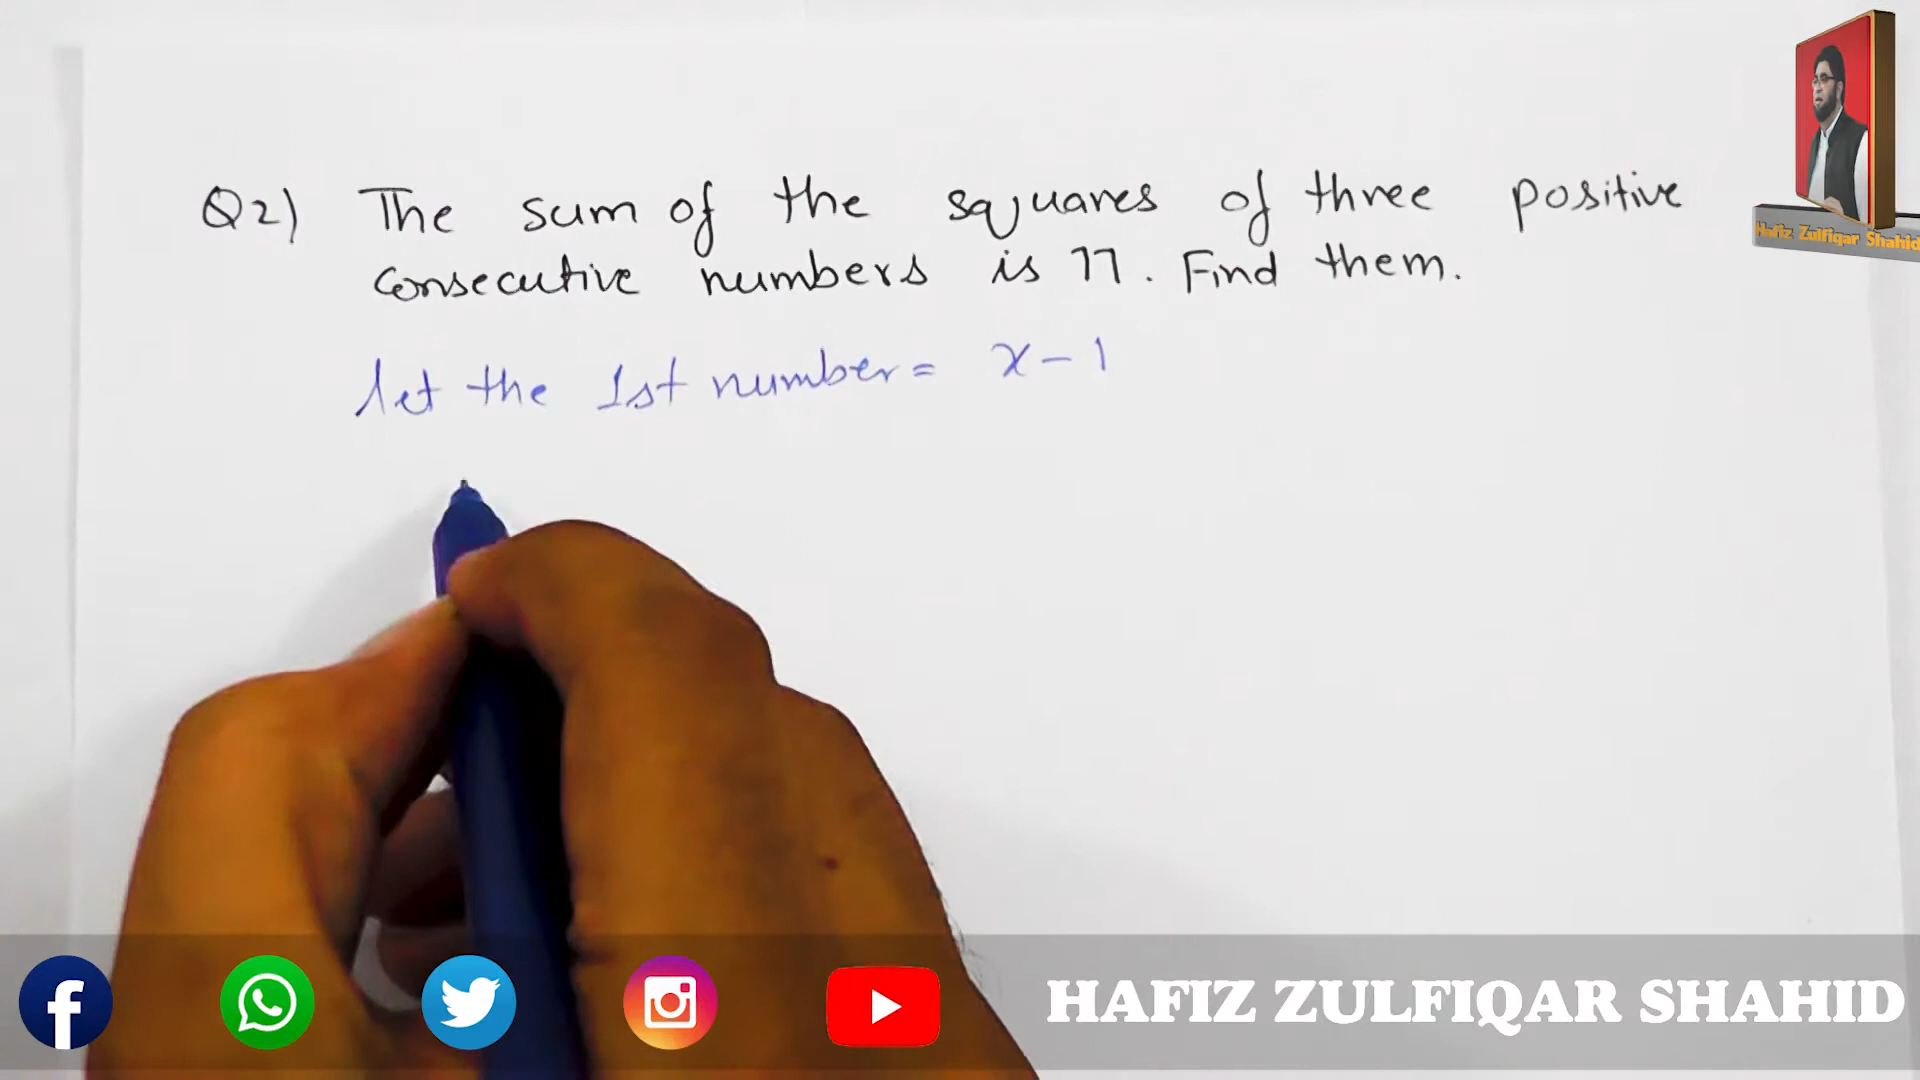 Q2) The sum of the squares of three positive
consecutive numbers is 77. Find them.
let the 1st number = x - 1
Hafiz Zulfiqar Shahid
HAFIZ ZULFIQAR SHAHID